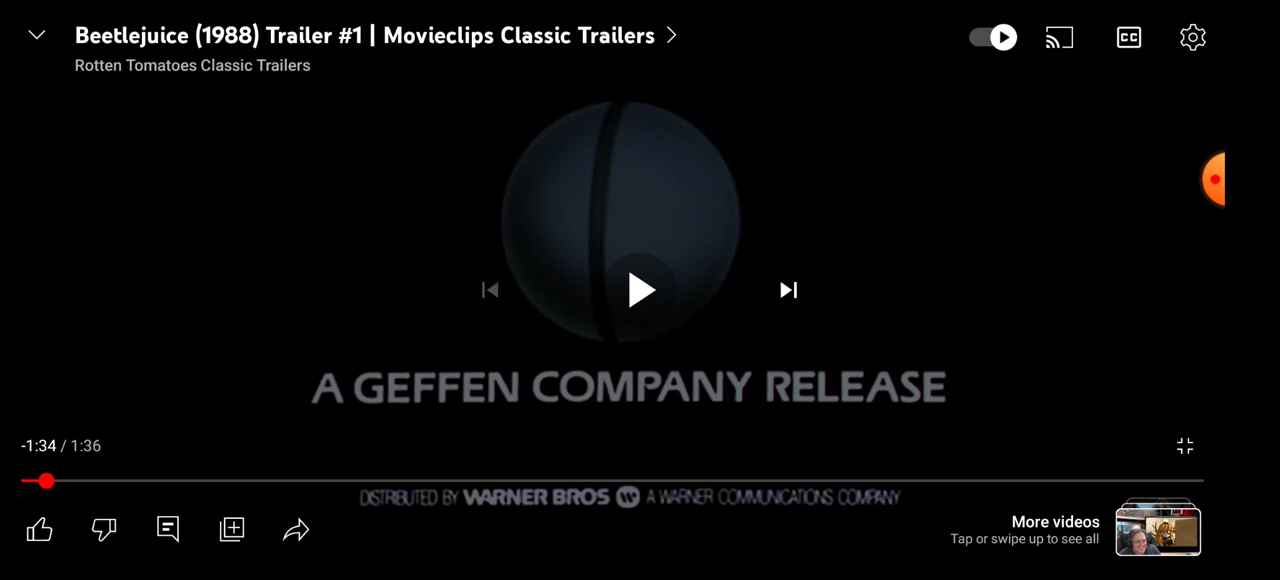 Beetlejuice (1988) Trailer #1 | Movieclips Classic Trailers
Rotten Tomatoes Classic Trailers
CC
A GEFFEN COMPANY RELEASE
-1:34 / 1:36
DISTRIBUTED BY WARNER BROS A WARNER COMMUNICATIONS COMPANY
More videos
Tap or swipe up to see all